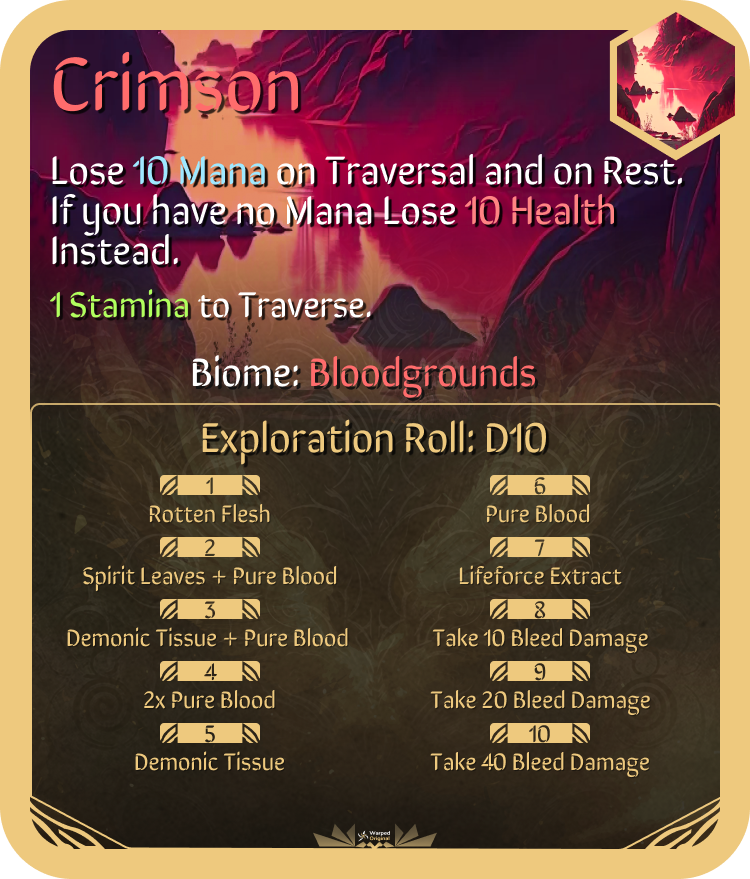 Crimson
Lose 10 Mana on Traversal and on Rest.
If you have no Mana Lose 10 Health
Instead.
1 Stamina to Traverse.
Biome: Bloodgrounds
Exploration Roll: D10
1
Rotten Flesh
2
Spirit Leaves + Pure Blood
3
Demonic Tissue + Pure Blood
4
2x Pure Blood
5
Demonic Tissue
6
Pure Blood
7
Lifeforce Extract
8
Take 10 Bleed Damage
9
Take 20 Bleed Damage
10
Take 40 Bleed Damage
Warped
Original